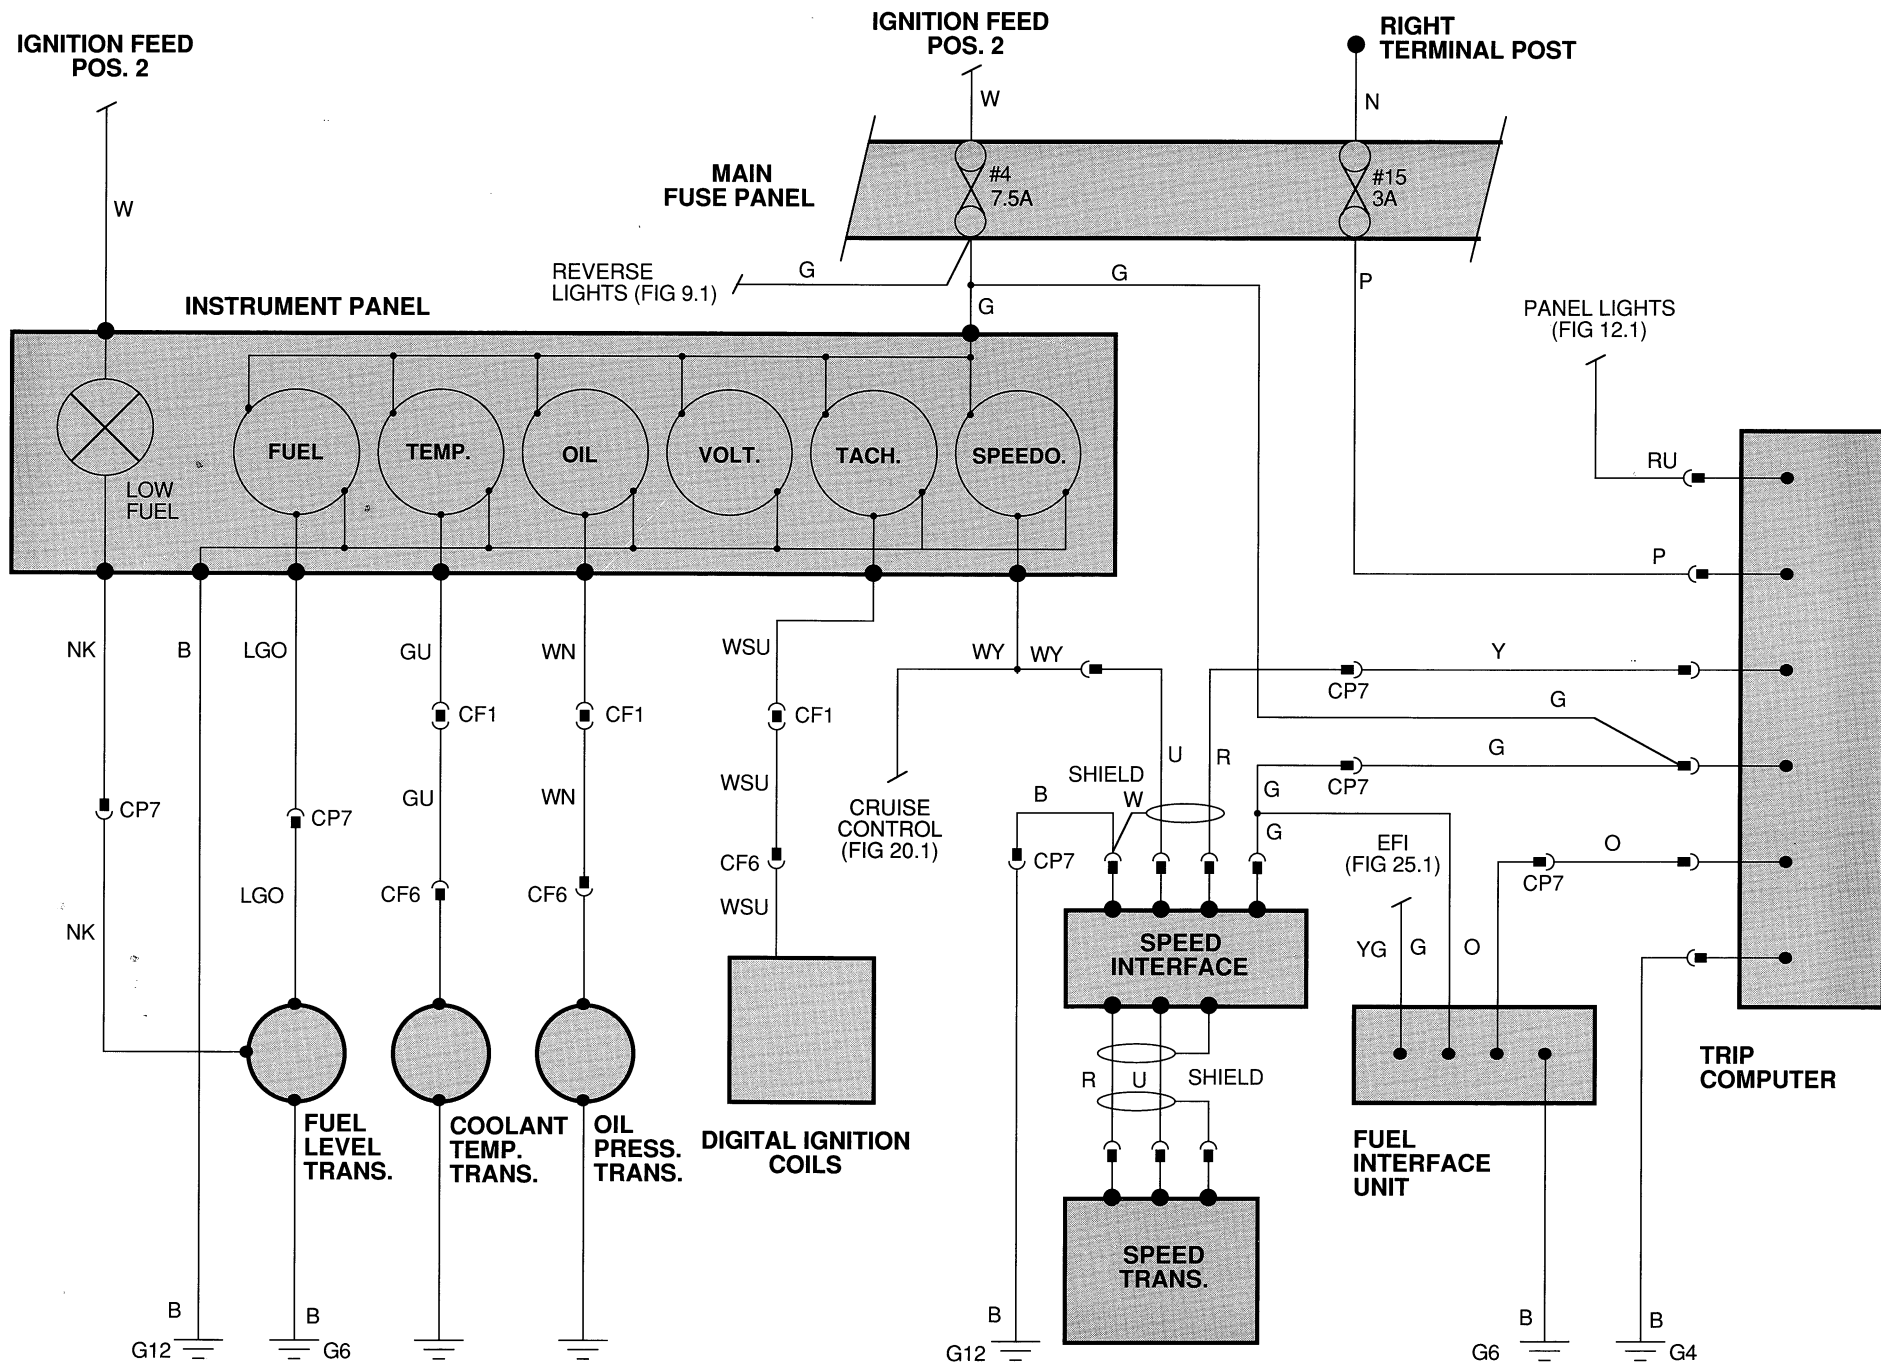 IGNITION FEED
POS. 2
IGNITION FEED
POS. 2
RIGHT
TERMINAL POST
W
N
W
MAIN
FUSE PANEL
#4
7.5A
#15
3A
REVERSE
LIGHTS (FIG 9.1)
G
G
G
P
INSTRUMENT PANEL
PANEL LIGHTS
(FIG 12.1)
LOW
FUEL
FUEL
TEMP.
OIL
VOLT.
TACH.
SPEEDO.
RU
P
NK
B
LGO
GU
WN
WSU
WY
WY
Y
CP7
G
CF1
CF1
CF1
U
R
G
CP7
SHIELD
W
B
G
G
WSU
GU
WN
CP7
CP7
CRUISE
CONTROL
(FIG 20.1)
CP7
EFI
(FIG 25.1)
O
CP7
CF6
CF6
CF6
LGO
WSU
NK
SPEED
INTERFACE
YG
G
O
TRIP
COMPUTER
R
U
SHIELD
FUEL
LEVEL
TRANS.
COOLANT
TEMP.
TRANS.
OIL
PRESS.
TRANS.
DIGITAL IGNITION
COILS
FUEL
INTERFACE
UNIT
SPEED
TRANS.
B
B
B
B
B
G12
G6
G12
G6
G4